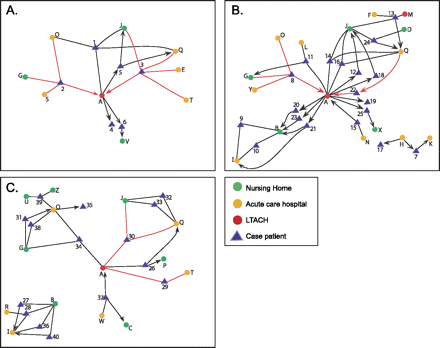 A.
O
1
J
Q
G
2
5
3
E
S
A
T
4
6
V
B.
F
13
M
J
D
O
L
24
Q
11
14
16
G
8
12
18
Y
A
22
20
19
9
23
25
R
21
X
10
15
I
N
H
K
17
7
C.
U
Z
39
O
35
31
38
G
34
J
32
33
Q
30
A
26
P
29
T
37
W
C
27
B
R
28
I
36
40
Nursing Home
Acute care hospital
LTACH
Case patient